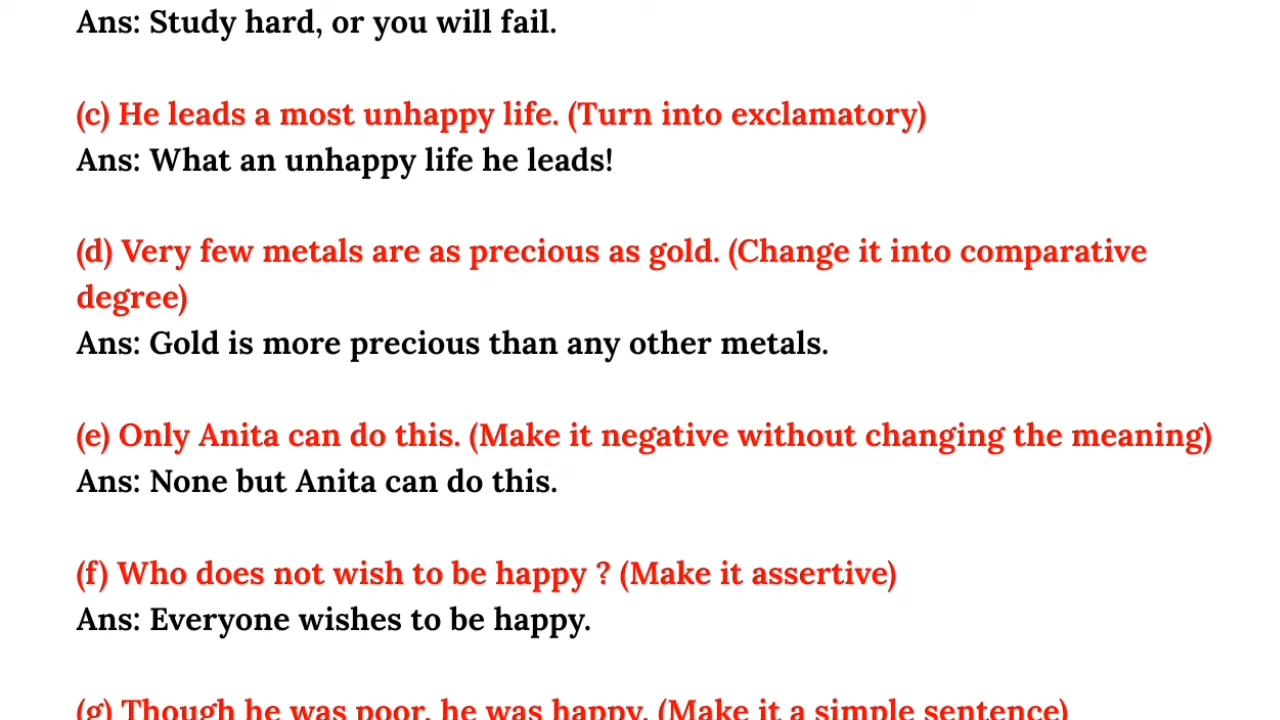 Ans: Study hard, or you will fail.
(c) He leads a most unhappy life. (Turn into exclamatory)
Ans: What an unhappy life he leads!
(d) Very few metals are as precious as gold. (Change it into comparative
degree)
Ans: Gold is more precious than any other metals.
(e) Only Anita can do this. (Make it negative without changing the meaning)
Ans: None but Anita can do this.
(f) Who does not wish to be happy ? (Make it assertive)
Ans: Everyone wishes to be happy.
(g) Though he was poor, he was happy. (Make it a simple sentence)